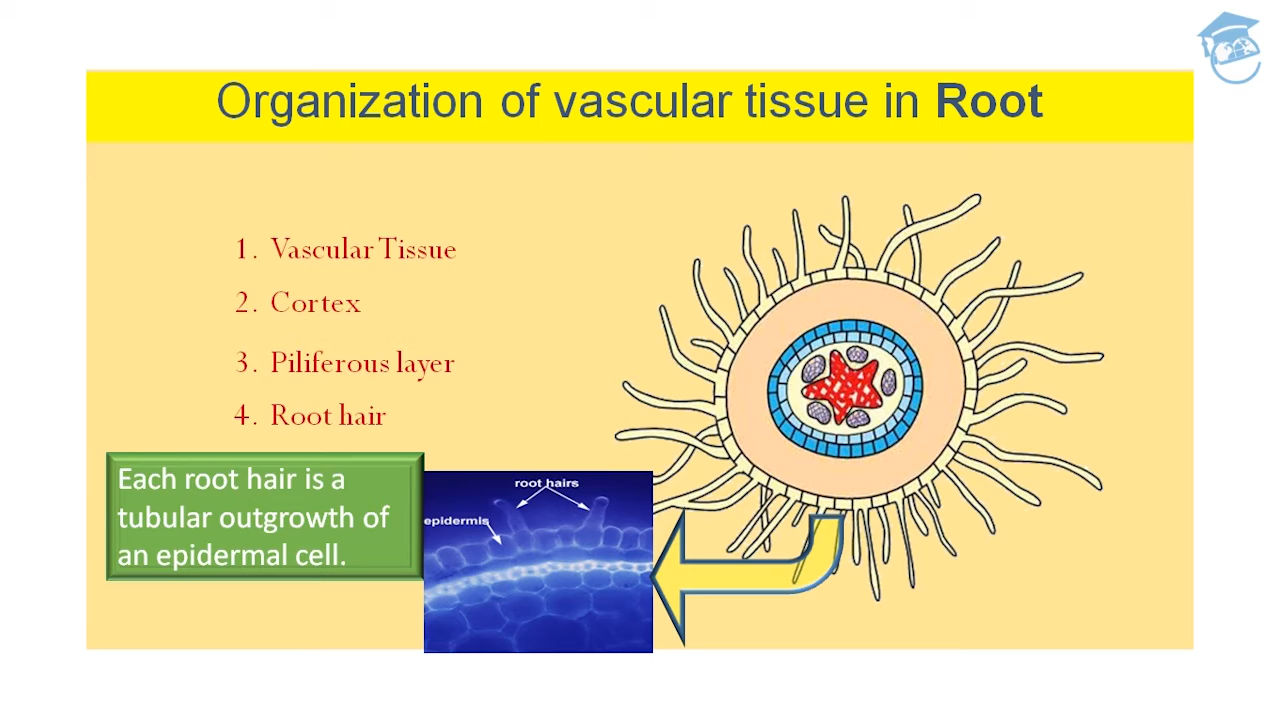 Organization of vascular tissue in Root
1. Vascular Tissue
2. Cortex
3. Piliferous layer
4. Root hair
Each root hair is a
tubular outgrowth of
an epidermal cell.
root hairs
epidermis